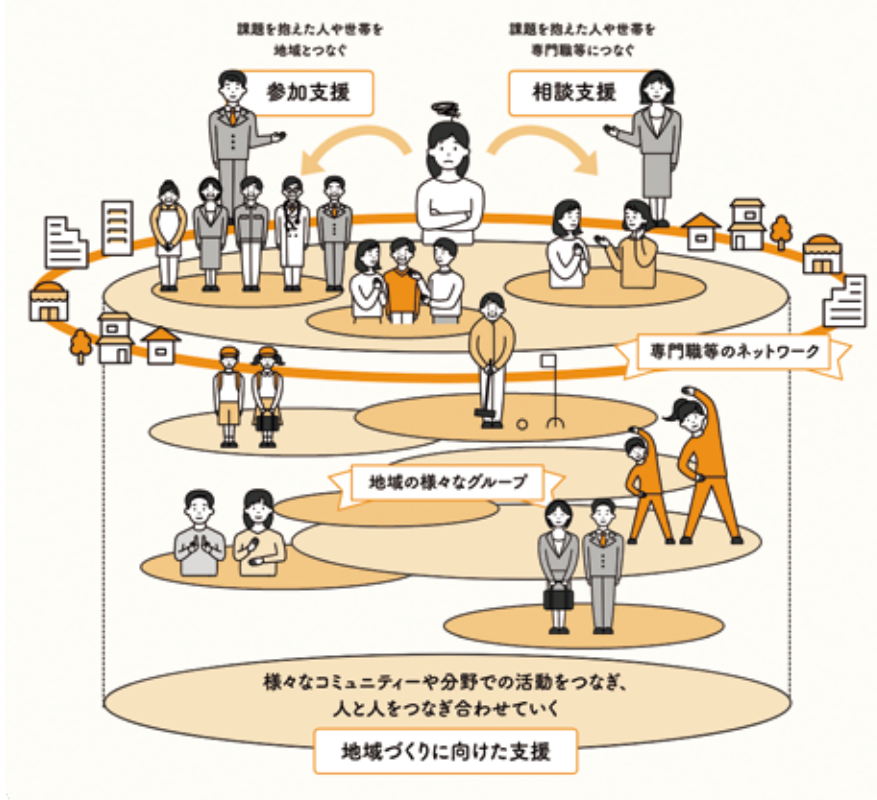 課題を抱えた人や世帯を
地域とつなぐ
参加支援
課題を抱えた人や世帯を
専門職等につなぐ
相談支援
専門職等のネットワーク
地域の様々なグループ
様々なコミュニティーや分野での活動をつなぎ、
人と人をつなぎ合わせていく
地域づくりに向けた支援